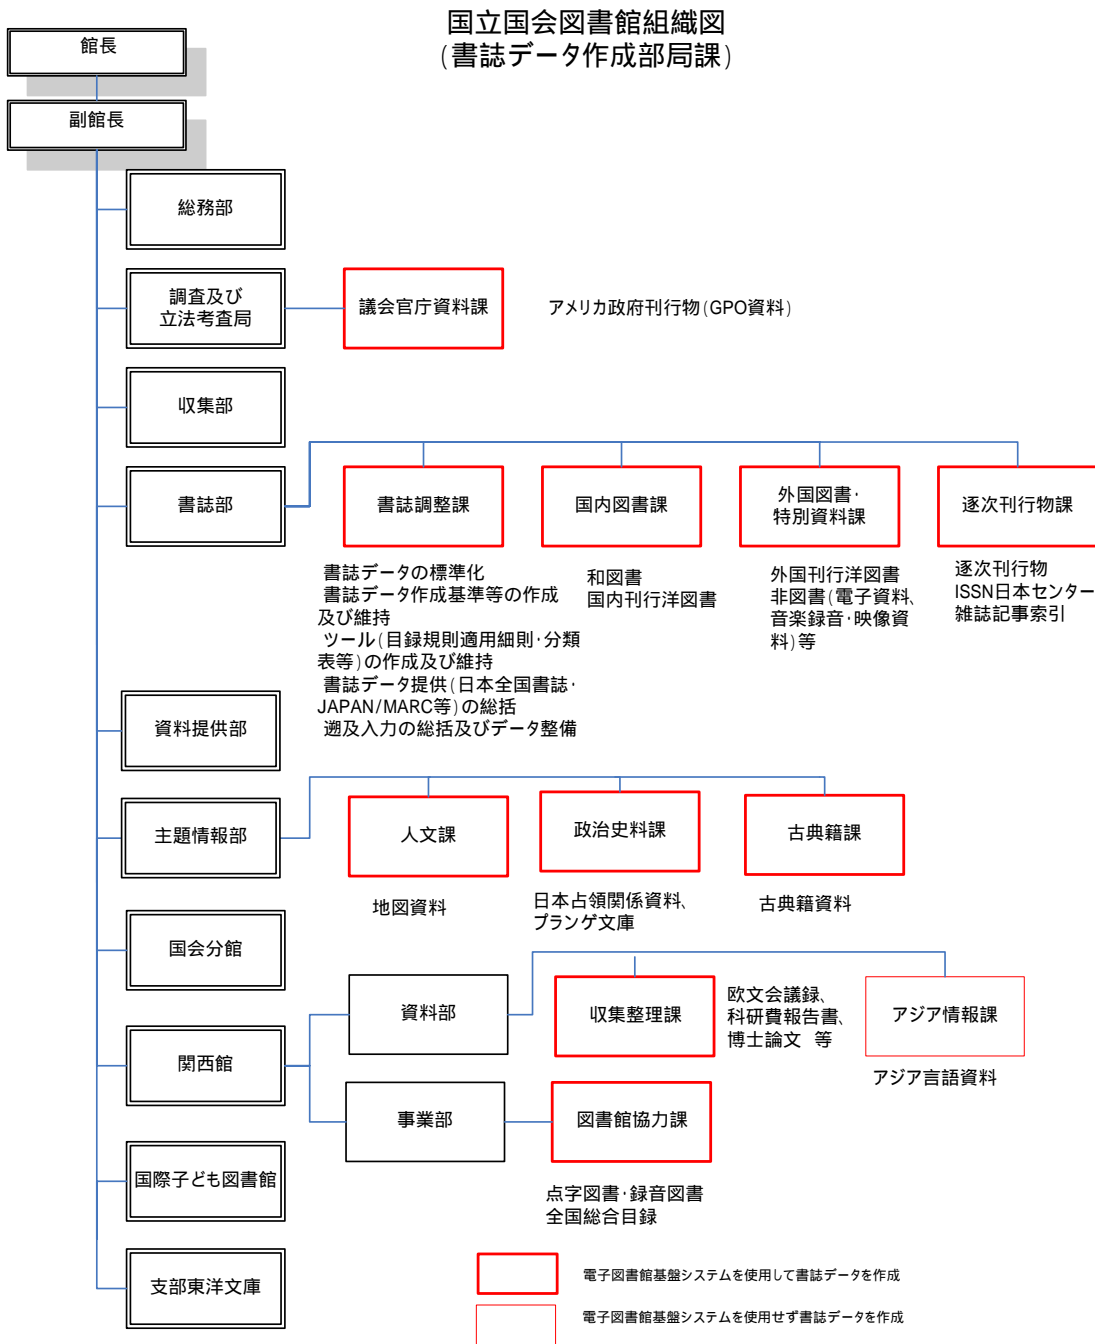 国立国会図書館組織図
(書誌データ作成部局課)
館長
副館長
総務部
調査及び
立法考査局
議会官庁資料課
アメリカ政府刊行物(GPO資料)
収集部
書誌部
書誌調整課
国内図書課
外国図書・
特別資料課
逐次刊行物課
書誌データの標準化
書誌データ作成基準等の作成
及び維持
ツール(目録規則適用細則・分類
表等)の作成及び維持
書誌データ提供(日本全国書誌・
JAPAN/MARC等)の総括
遡及入力の総括及びデータ整備
和図書
国内刊行洋図書
外国刊行洋図書
非図書(電子資料、
音楽録音・映像資
料)等
逐次刊行物
ISSN日本センター
雑誌記事索引
資料提供部
主題情報部
人文課
政治史料課
古典籍課
地図資料
日本占領関係資料、
プランゲ文庫
古典籍資料
国会分館
関西館
資料部
収集整理課
欧文会議録、
科研費報告書、
博士論文 等
アジア情報課
アジア言語資料
事業部
図書館協力課
点字図書・録音図書
全国総合目録
国際子ども図書館
支部東洋文庫
電子図書館基盤システムを使用して書誌データを作成
電子図書館基盤システムを使用せず書誌データを作成